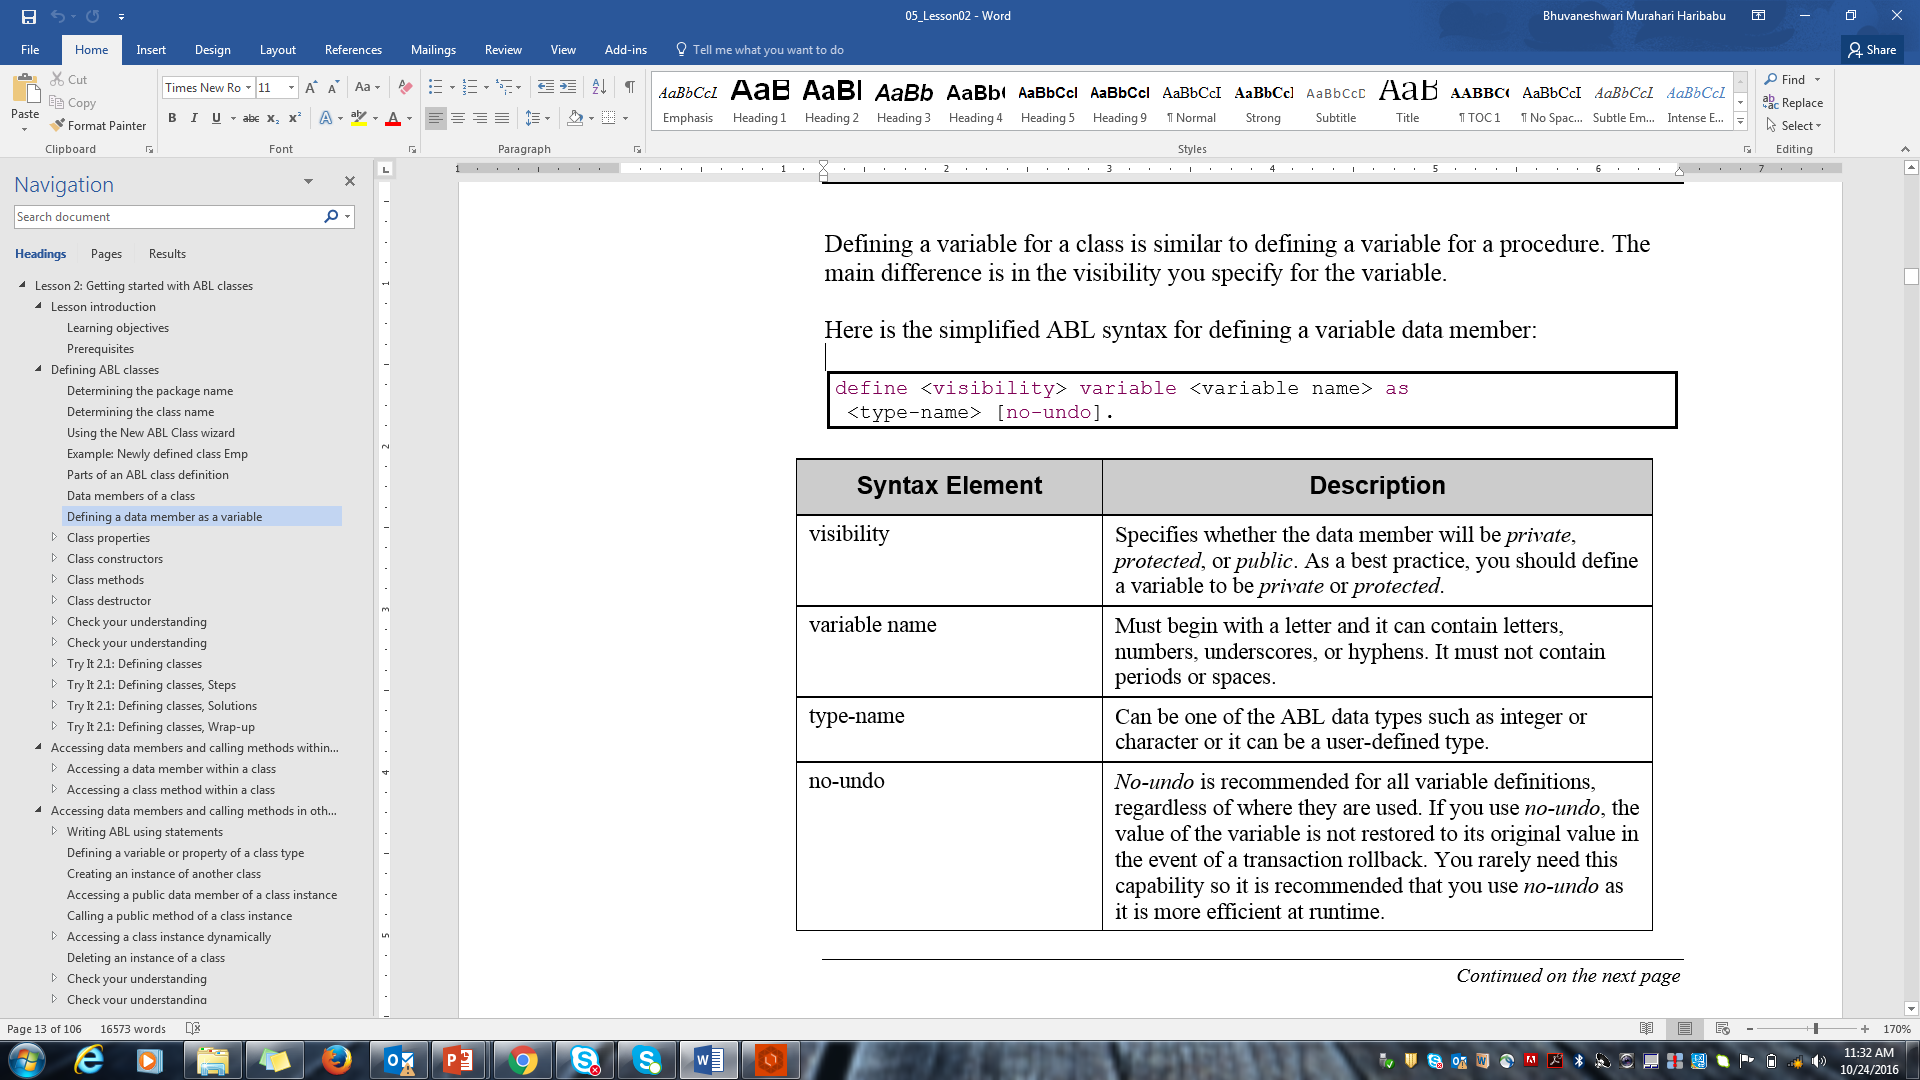 05_Lesson02 - Word
Bhuvaneshwari Murahari Haribabu
File Home Insert Design Layout References Mailings Review View Add-ins Tell me what you want to do Share
Paste
Cut
Copy
Format Painter
Clipboard
Times New Ro 11
B I U abc x₂ x²
Font
Paragraph
AaBbCcI AaB AaBl AaBb AaBb( AaBbCcl AaBbCcl AaBbCcI AaBbCcl AaBbCcD AaB AABBC( AaBbCcI AaBbCcI AaBbCcI
Emphasis Heading 1 Heading 2 Heading 3 Heading 4 Heading 5 Heading 9 ¶ Normal Strong Subtitle Title ¶ TOC 1 ¶ No Spac... Subtle Em... Intense E...
Styles
Find
Replace
Select
Editing
Navigation
Search document
Headings Pages Results
Lesson 2: Getting started with ABL classes
Lesson introduction
Learning objectives
Prerequisites
Defining ABL classes
Determining the package name
Determining the class name
Using the New ABL Class wizard
Example: Newly defined class Emp
Parts of an ABL class definition
Data members of a class
Defining a data member as a variable
Class properties
Class constructors
Class methods
Class destructor
Check your understanding
Check your understanding
Try It 2.1: Defining classes
Try It 2.1: Defining classes, Steps
Try It 2.1: Defining classes, Solutions
Try It 2.1: Defining classes, Wrap-up
Accessing data members and calling methods within...
Accessing a data member within a class
Accessing a class method within a class
Accessing data members and calling methods in oth...
Writing ABL using statements
Defining a variable or property of a class type
Creating an instance of another class
Accessing a public data member of a class instance
Calling a public method of a class instance
Accessing a class instance dynamically
Deleting an instance of a class
Check your understanding
Check your understanding
1 1 2 3 4 5 6 7
1
2
3
4
5
Defining a variable for a class is similar to defining a variable for a procedure. The
main difference is in the visibility you specify for the variable.
Here is the simplified ABL syntax for defining a variable data member:
define <visibility> variable <variable name> as
<type-name> [no-undo].
Syntax Element Description
visibility
Specifies whether the data member will be private,
protected, or public. As a best practice, you should define
a variable to be private or protected.
variable name
Must begin with a letter and it can contain letters,
numbers, underscores, or hyphens. It must not contain
periods or spaces.
type-name
Can be one of the ABL data types such as integer or
character or it can be a user-defined type.
no-undo
No-undo is recommended for all variable definitions,
regardless of where they are used. If you use no-undo, the
value of the variable is not restored to its original value in
the event of a transaction rollback. You rarely need this
capability so it is recommended that you use no-undo as
it is more efficient at runtime.
Continued on the next page
Page 13 of 106 16573 words
170%
11:32 AM
10/24/2016